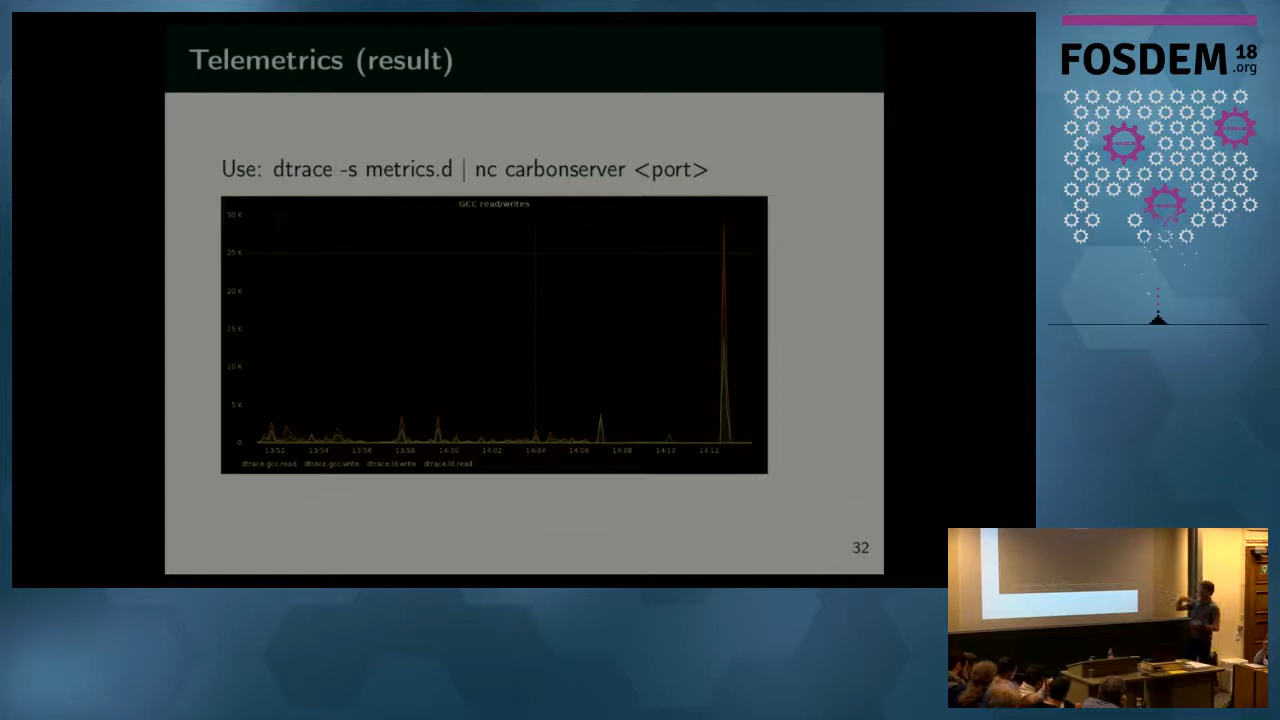 Telemetrics (result)
Use: dtrace -s metrics.d | nc carbonserver <port>
GCC read/writes
30 K
25 K
20 K
15 K
10 K
5 K
0
13:52 13:54 13:56 13:58 14:00 14:02 14:04 14:06 14:08 14:10 14:12
dtrace.gcc.read dtrace.gcc.write dtrace.ld.write dtrace.ld.read
32
FOSDEM 18
.org